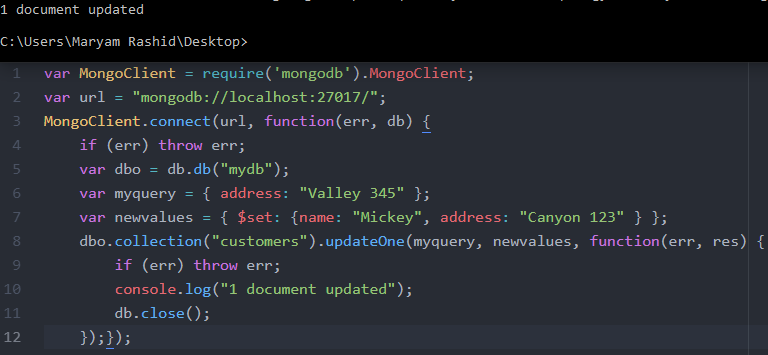 1 document updated
C:\Users\Maryam Rashid\Desktop>
1 var MongoClient = require('mongodb').MongoClient;
2 var url = "mongodb://localhost:27017/";
3 MongoClient.connect(url, function(err, db) {
4 if (err) throw err;
5 var dbo = db.db("mydb");
6 var myquery = { address: "Valley 345" };
7 var newvalues = { $set: {name: "Mickey", address: "Canyon 123" } };
8 dbo.collection("customers").updateOne(myquery, newvalues, function(err, res) {
9 if (err) throw err;
10 console.log("1 document updated");
11 db.close();
12 });});